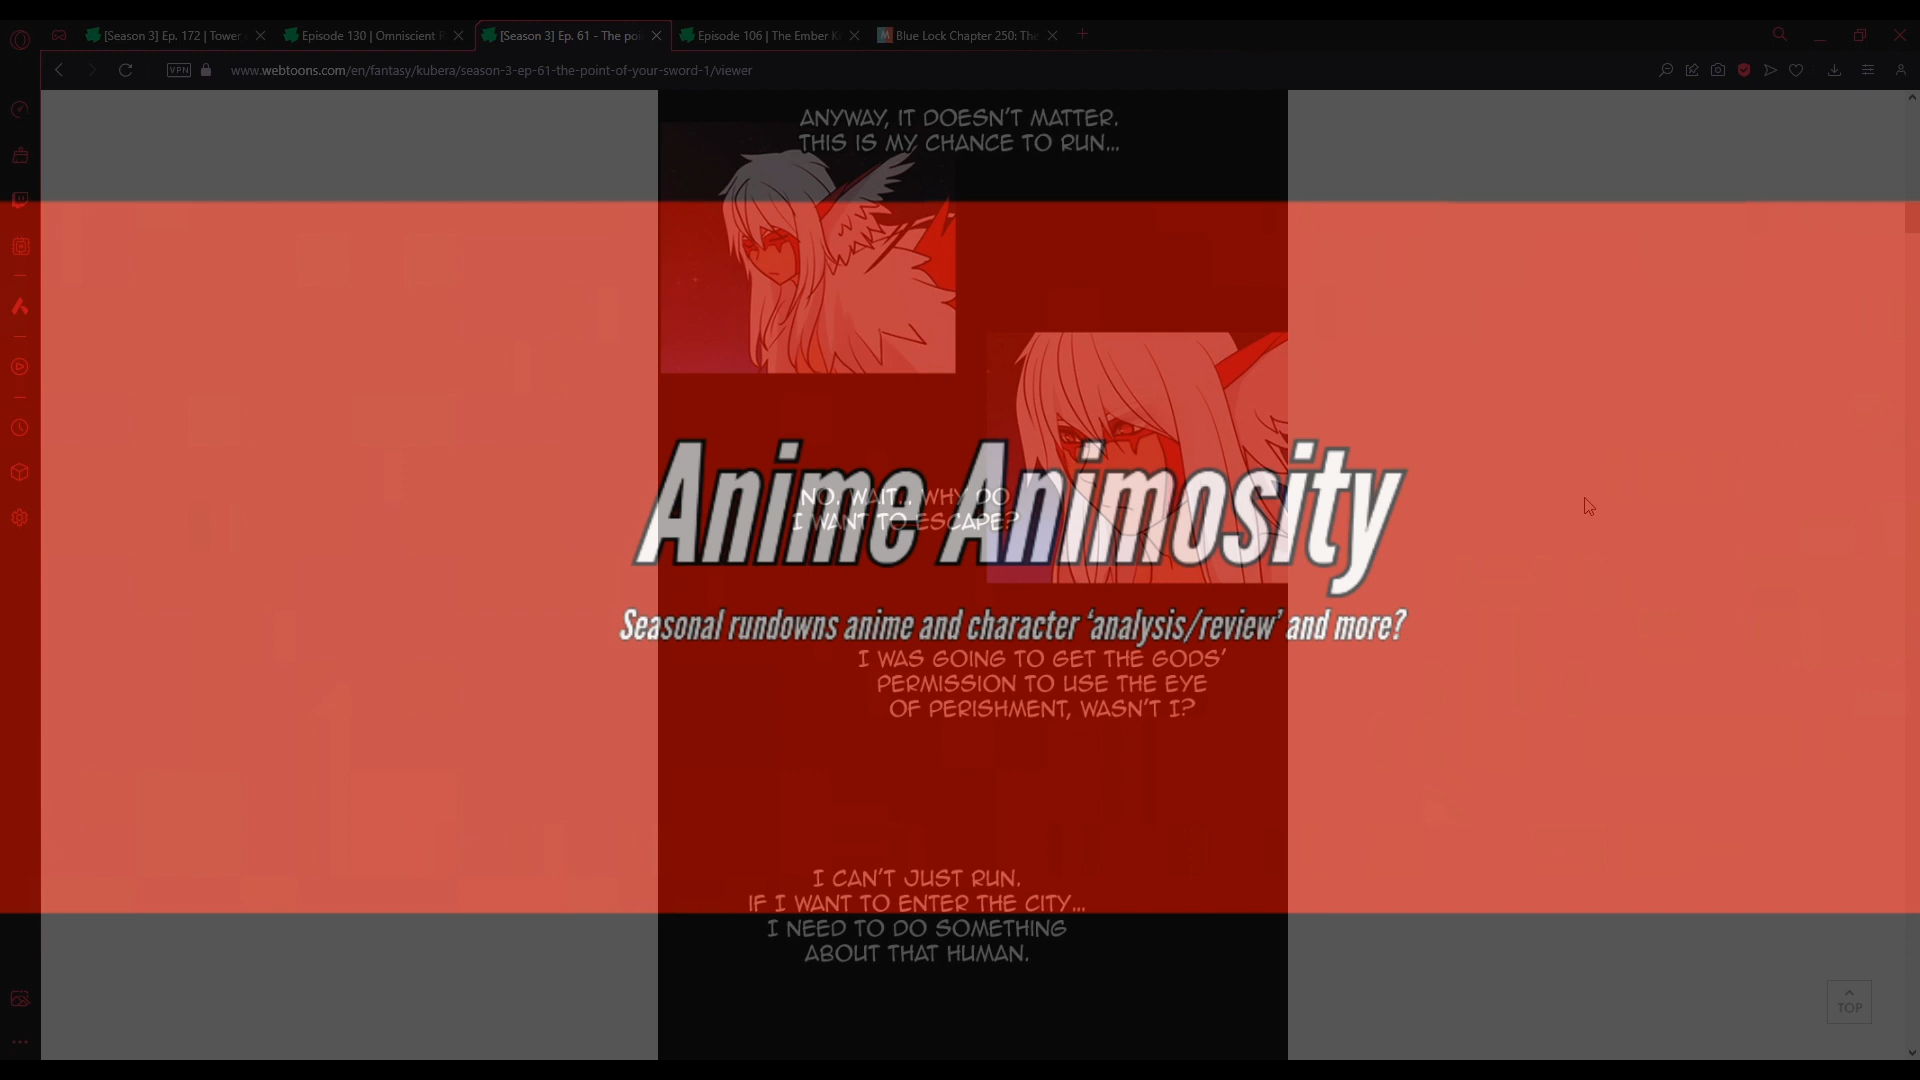 [Season 3] Ep. 172 | Tower
Episode 130 | Omniscient R
[Season 3] Ep. 61 - The poi
Episode 106 | The Ember K
Blue Lock Chapter 250: The
VPN
www.webtoons.com/en/fantasy/kubera/season-3-ep-61-the-point-of-your-sword-1/viewer
ANYWAY, IT DOESN'T MATTER.
THIS IS MY CHANCE TO RUN...
Anime Animosity
NO, WAIT... WHY DO
I WANT TO ESCAPE?
Seasonal rundowns anime and character 'analysis/review' and more?
I WAS GOING TO GET THE GODS'
PERMISSION TO USE THE EYE
OF PERISHMENT, WASN'T I?
I CAN'T JUST RUN.
IF I WANT TO ENTER THE CITY...
I NEED TO DO SOMETHING
ABOUT THAT HUMAN.
TOP